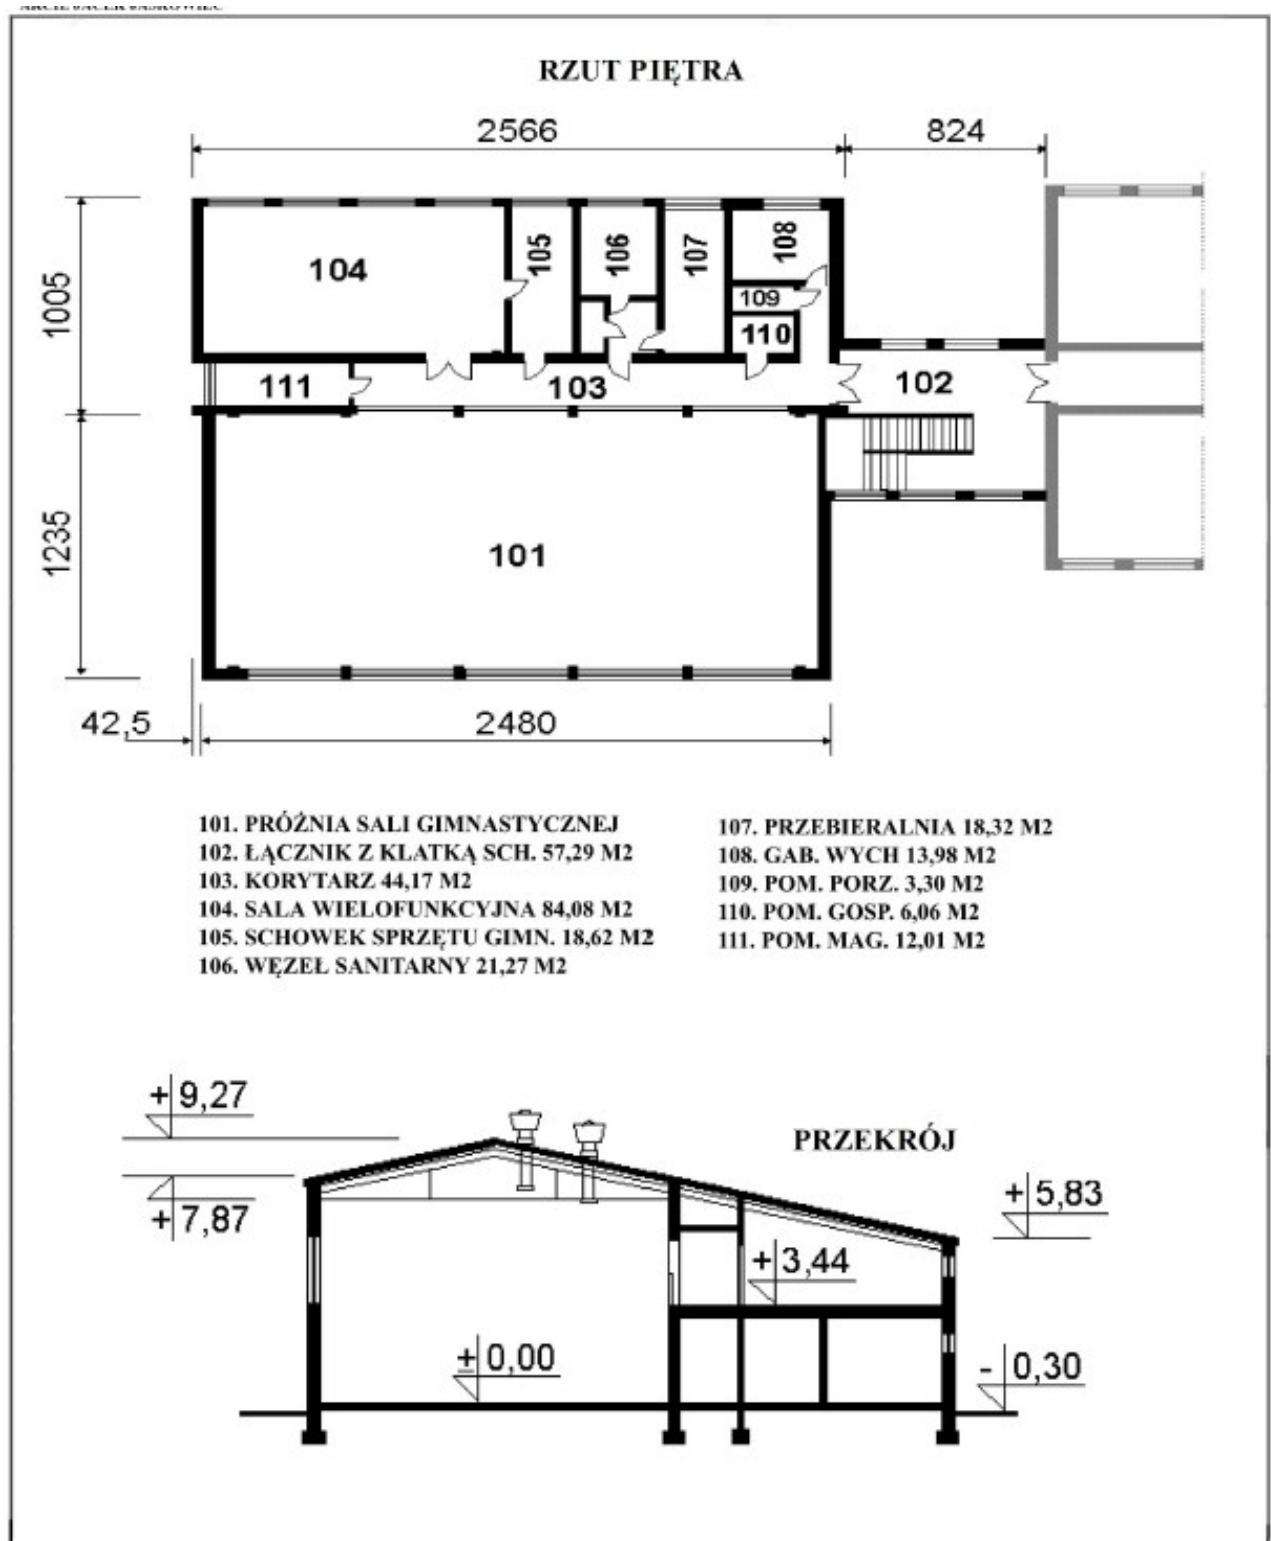 RZUT PIĘTRA
2566
824
1005
104
105
106
107
108
109
110
111
103
102
1235
101
42,5
2480
101. PRÓŻNIA SALI GIMNASTYCZNEJ
102. ŁĄCZNIK Z KLATKĄ SCH. 57,29 M2
103. KORYTARZ 44,17 M2
104. SALA WIELOFUNKCYJNA 84,08 M2
105. SCHOWEK SPRZĘTU GIMN. 18,62 M2
106. WĘZEŁ SANITARNY 21,27 M2
107. PRZEBIERALNIA 18,32 M2
108. GAB. WYCH 13,98 M2
109. POM. PORZ. 3,30 M2
110. POM. GOSP. 6,06 M2
111. POM. MAG. 12,01 M2
+9,27
PRZEKRÓJ
+7,87
+5,83
+3,44
±0,00
-0,30